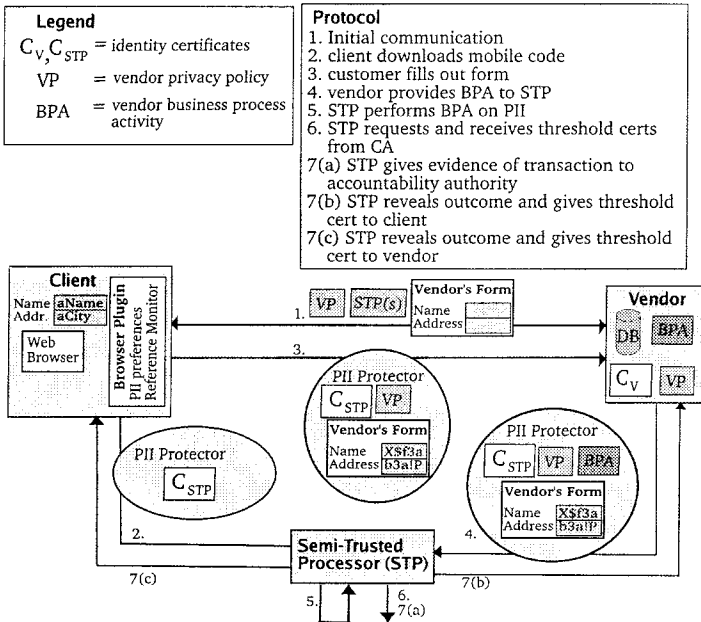 Legend
C_V, C_STP = identity certificates
VP = vendor privacy policy
BPA = vendor business process
activity
Protocol
1. Initial communication
2. client downloads mobile code
3. customer fills out form
4. vendor provides BPA to STP
5. STP performs BPA on PII
6. STP requests and receives threshold certs
from CA
7(a) STP gives evidence of transaction to
accountability authority
7(b) STP reveals outcome and gives threshold
cert to client
7(c) STP reveals outcome and gives threshold
cert to vendor
Client
Name aName
Addr. aCity
Web
Browser
Browser Plugin
PII preferences
Reference Monitor
1.
VP
STP(s)
Vendor's Form
Name
Address
Vendor
DB
BPA
C_V
VP
3.
PII Protector
C_STP
VP
Vendor's Form
Name X$f3a
Address b3a!P
PII Protector
C_STP
PII Protector
C_STP
VP
BPA
Vendor's Form
Name X$f3a
Address b3a!P
2.
4.
Semi-Trusted
Processor (STP)
7(c)
7(b)
5.
6.
7(a)